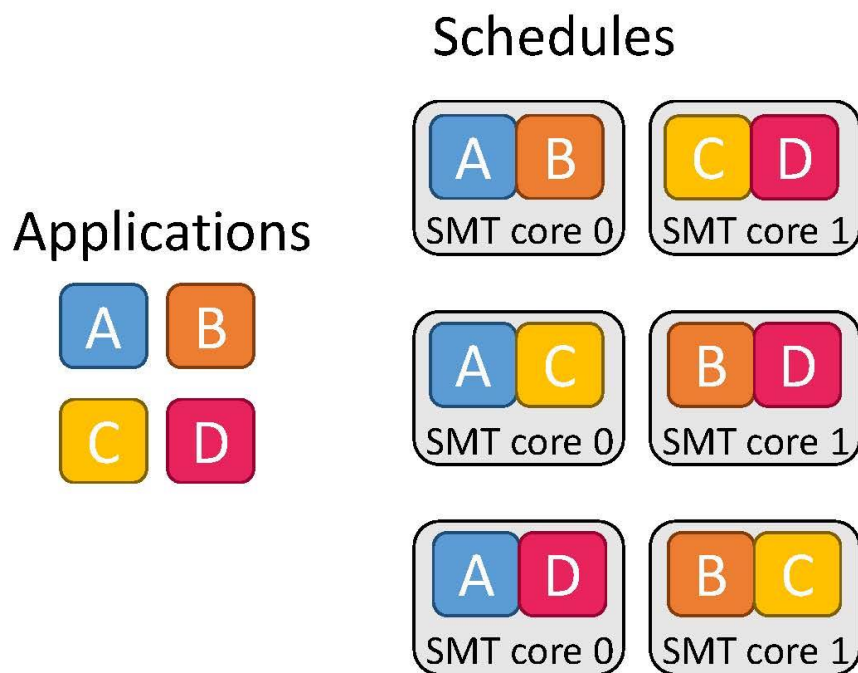 Schedules
Applications
A B
C D
A B C D
SMT core 0 SMT core 1
A C B D
SMT core 0 SMT core 1
A D B C
SMT core 0 SMT core 1